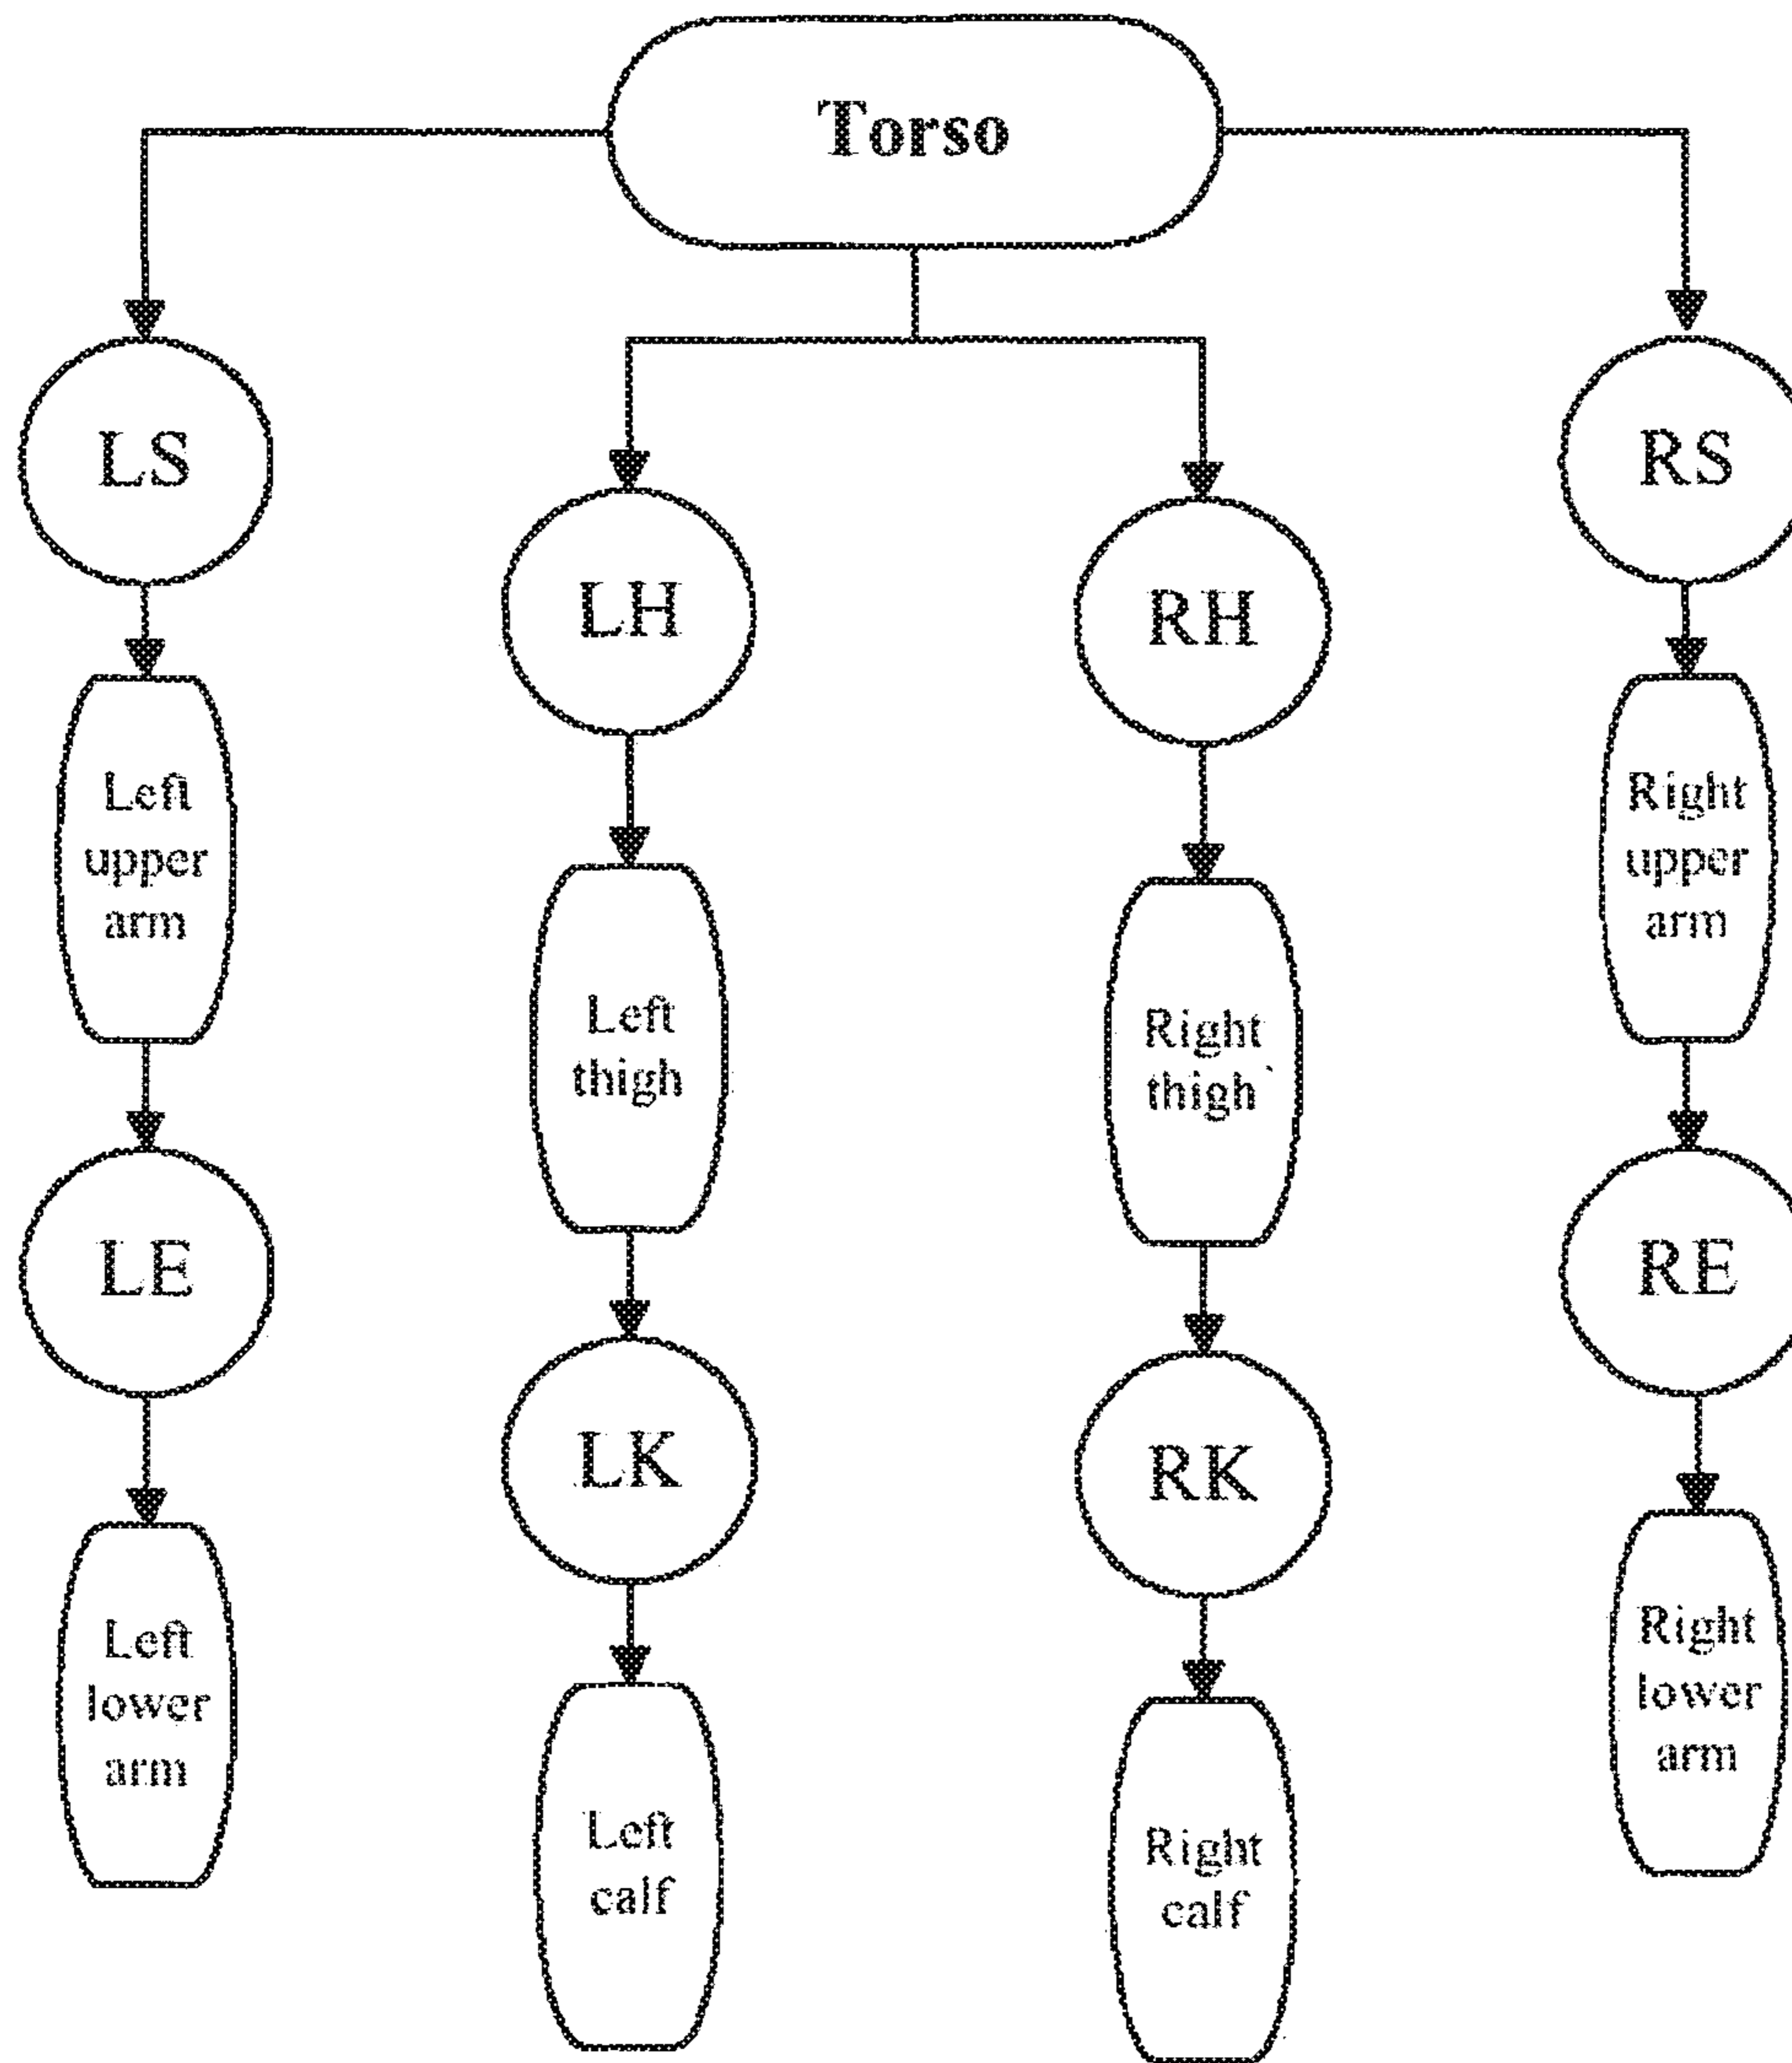 Torso
LS
RS
LH
RH
Left
upper
arm
Right
upper
arm
Left
thigh
Right
thigh
LE
RE
LK
RK
Left
lower
arm
Right
lower
arm
Left
calf
Right
calf